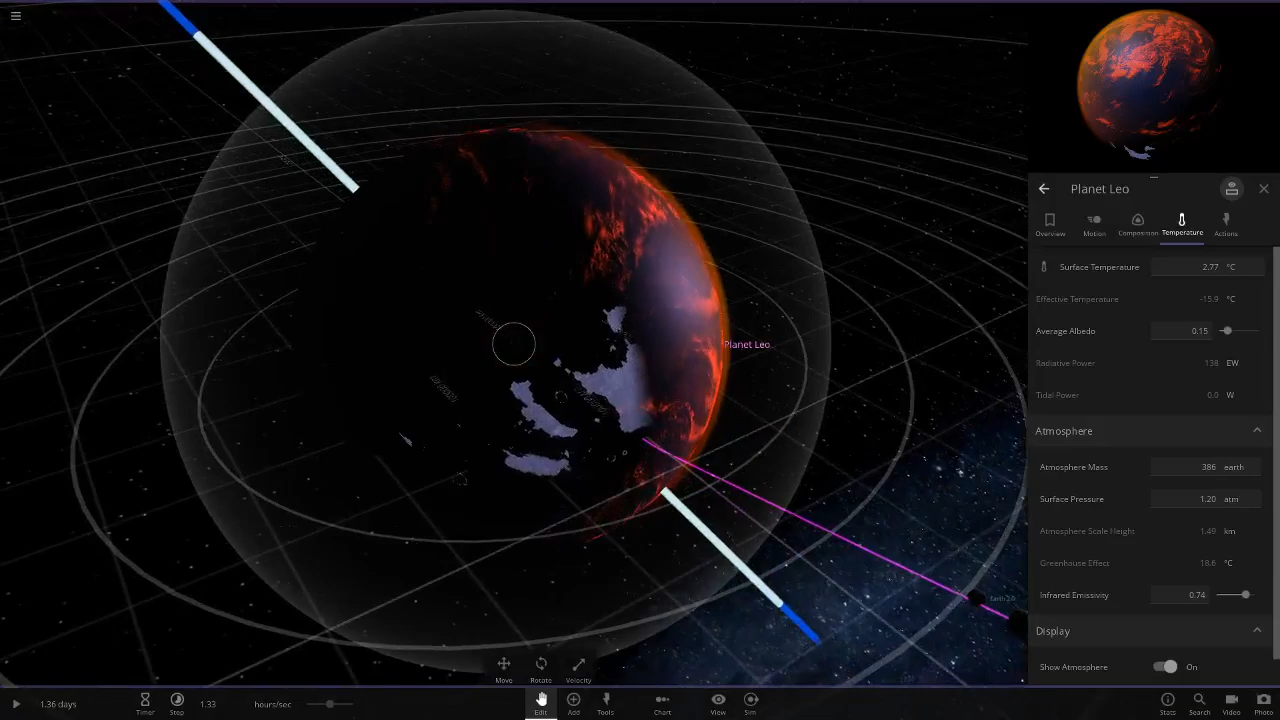 Planet Leo
Overview
Motion
Composition
Temperature
Actions
Surface Temperature 2.77 °C
Effective Temperature -15.9 °C
Average Albedo 0.15
Radiative Power 138 EW
Tidal Power 0.0 W
Atmosphere
Atmosphere Mass 386 earth
Surface Pressure 1.20 atm
Atmosphere Scale Height 1.49 km
Greenhouse Effect 18.6 °C
Infrared Emissivity 0.74
Display
Show Atmosphere On
Planet Leo
Move Rotate Velocity
1.36 days
Timer
Step
1.33 hours/sec
Edit
Add
Tools
Chart
View
Sim
Stats
Search
Video
Photo